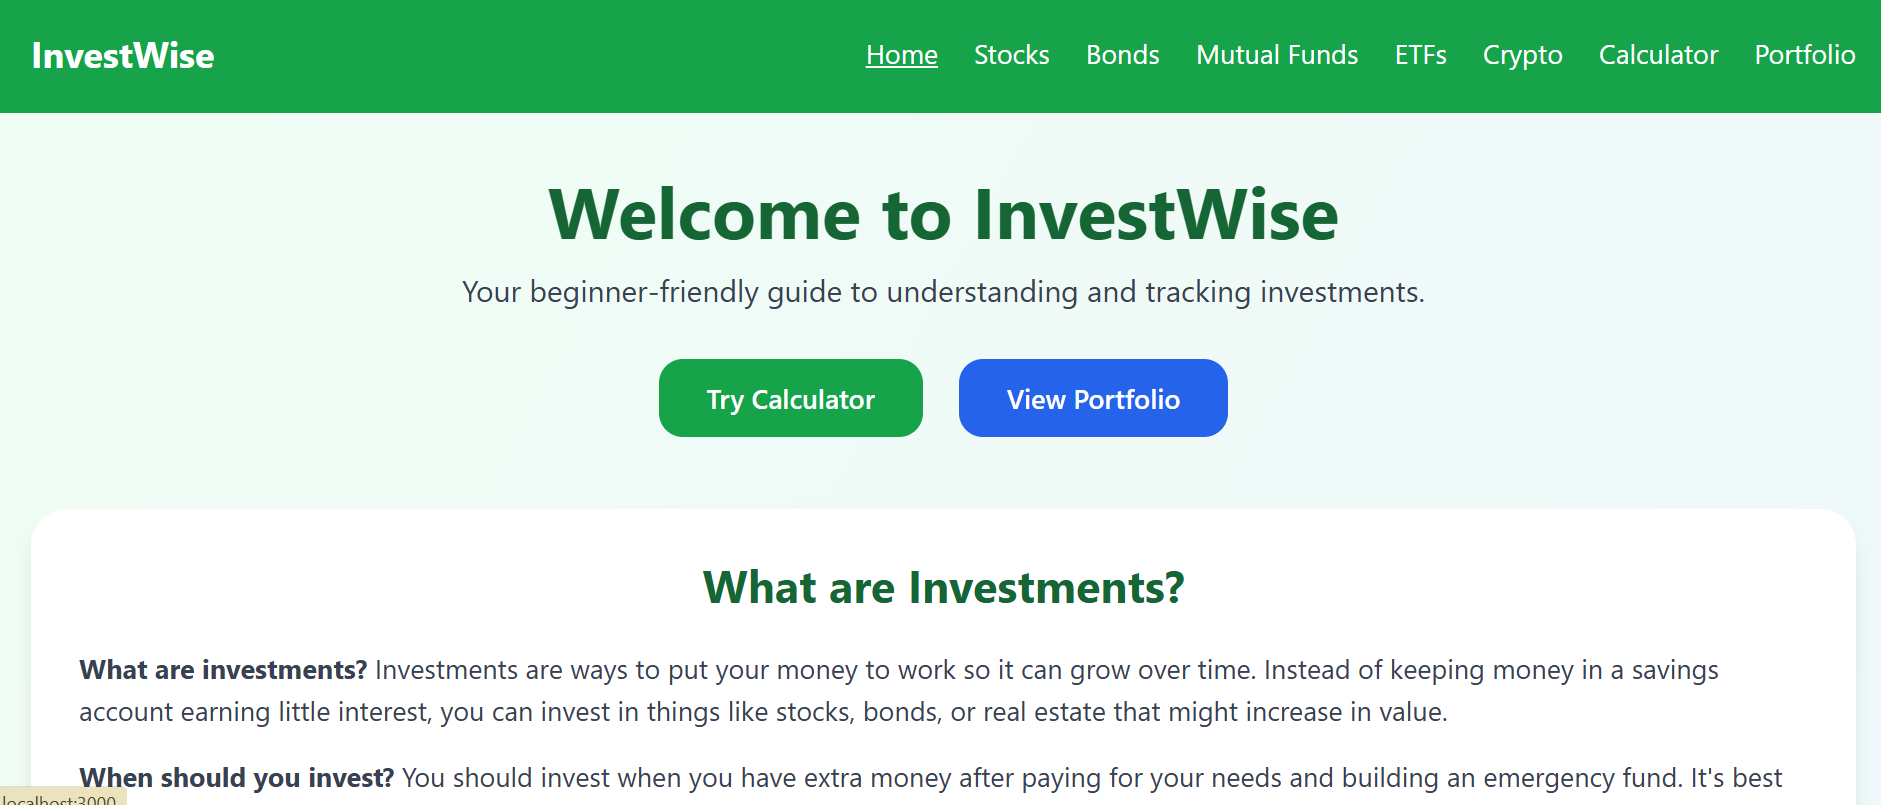 InvestWise
Home Stocks Bonds Mutual Funds ETFs Crypto Calculator Portfolio
Welcome to InvestWise
Your beginner-friendly guide to understanding and tracking investments.
Try Calculator View Portfolio
What are Investments?
What are investments? Investments are ways to put your money to work so it can grow over time. Instead of keeping money in a savings
account earning little interest, you can invest in things like stocks, bonds, or real estate that might increase in value.
When should you invest? You should invest when you have extra money after paying for your needs and building an emergency fund. It's best
localhost:3000